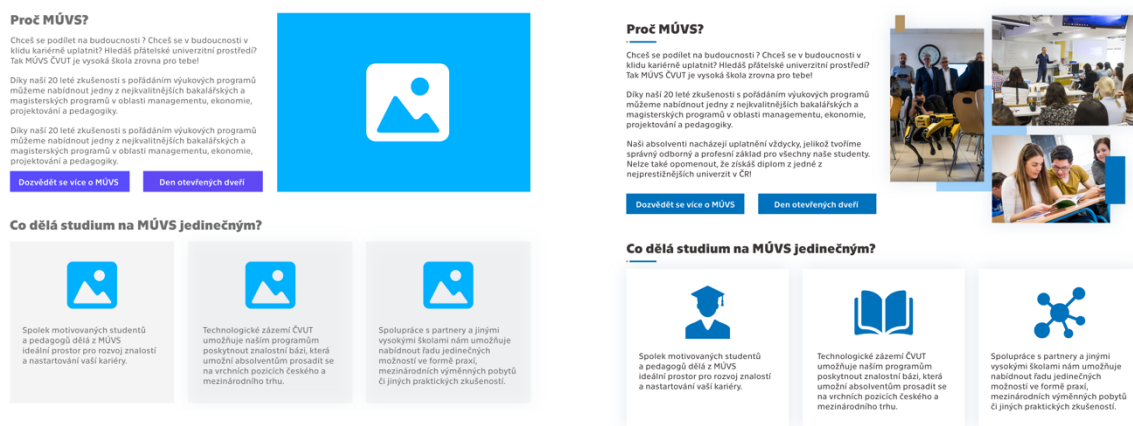 Proč MÚVS?
Chceš se podílet na budoucnosti ? Chceš se v budoucnosti v
klidu kariérně uplatnit? Hledáš přátelské univerzitní prostředí?
Tak MÚVS ČVUT je vysoká škola zrovna pro tebe!
Díky naší 20 leté zkušenosti s pořádáním výukových programů
můžeme nabídnout jedny z nejkvalitnějších bakalářských a
magisterských programů v oblasti managementu, ekonomie,
projektování a pedagogiky.
Díky naší 20 leté zkušenosti s pořádáním výukových programů
můžeme nabídnout jedny z nejkvalitnějších bakalářských a
magisterských programů v oblasti managementu, ekonomie,
projektování a pedagogiky.
Dozvědět se více o MÚVS
Den otevřených dveří
Co dělá studium na MÚVS jedinečným?
Spolek motivovaných studentů
a pedagogů dělá z MÚVS
ideální prostor pro rozvoj znalostí
a nastartování vaší kariéry.
Technologické zázemí ČVUT
umožňuje naším programům
poskytnout znalostní bázi, která
umožní absolventům prosadit se
na vrchních pozicích českého a
mezinárodního trhu.
Spolupráce s partnery a jinými
vysokými školami nám umožňuje
nabídnout řadu jedinečných
možností ve formě praxí,
mezinárodních výměnných pobytů
či jiných praktických zkušeností.
Proč MÚVS?
Chceš se podílet na budoucnosti ? Chceš se v budoucnosti v
klidu kariérně uplatnit? Hledáš přátelské univerzitní prostředí?
Tak MÚVS ČVUT je vysoká škola zrovna pro tebe!
Díky naší 20 leté zkušenosti s pořádáním výukových programů
můžeme nabídnout jedny z nejkvalitnějších bakalářských a
magisterských programů v oblasti managementu, ekonomie,
projektování a pedagogiky.
Naši absolventi nacházejí uplatnění vždycky, jelikož tvoříme
správný odborný a profesní základ pro všechny naše studenty.
Nelze také opomenout, že získáš diplom z jedné z
nejprestižnějších univerzit v ČR!
Dozvědět se více o MÚVS
Den otevřených dveří
Co dělá studium na MÚVS jedinečným?
Spolek motivovaných studentů
a pedagogů dělá z MÚVS
ideální prostor pro rozvoj znalostí
a nastartování vaší kariéry.
Technologické zázemí ČVUT
umožňuje naším programům
poskytnout znalostní bázi, která
umožní absolventům prosadit se
na vrchních pozicích českého a
mezinárodního trhu.
Spolupráce s partnery a jinými
vysokými školami nám umožňuje
nabídnout řadu jedinečných
možností ve formě praxí,
mezinárodních výměnných pobytů
či jiných praktických zkušeností.